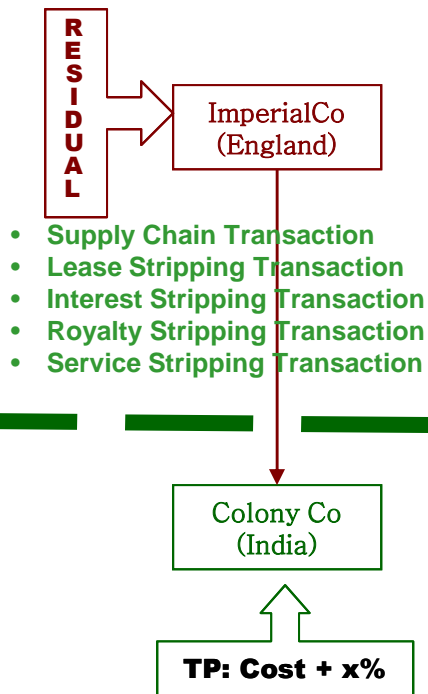 RESIDUAL
ImperialCo
(England)
• Supply Chain Transaction
• Lease Stripping Transaction
• Interest Stripping Transaction
• Royalty Stripping Transaction
• Service Stripping Transaction
Colony Co
(India)
TP: Cost + x%